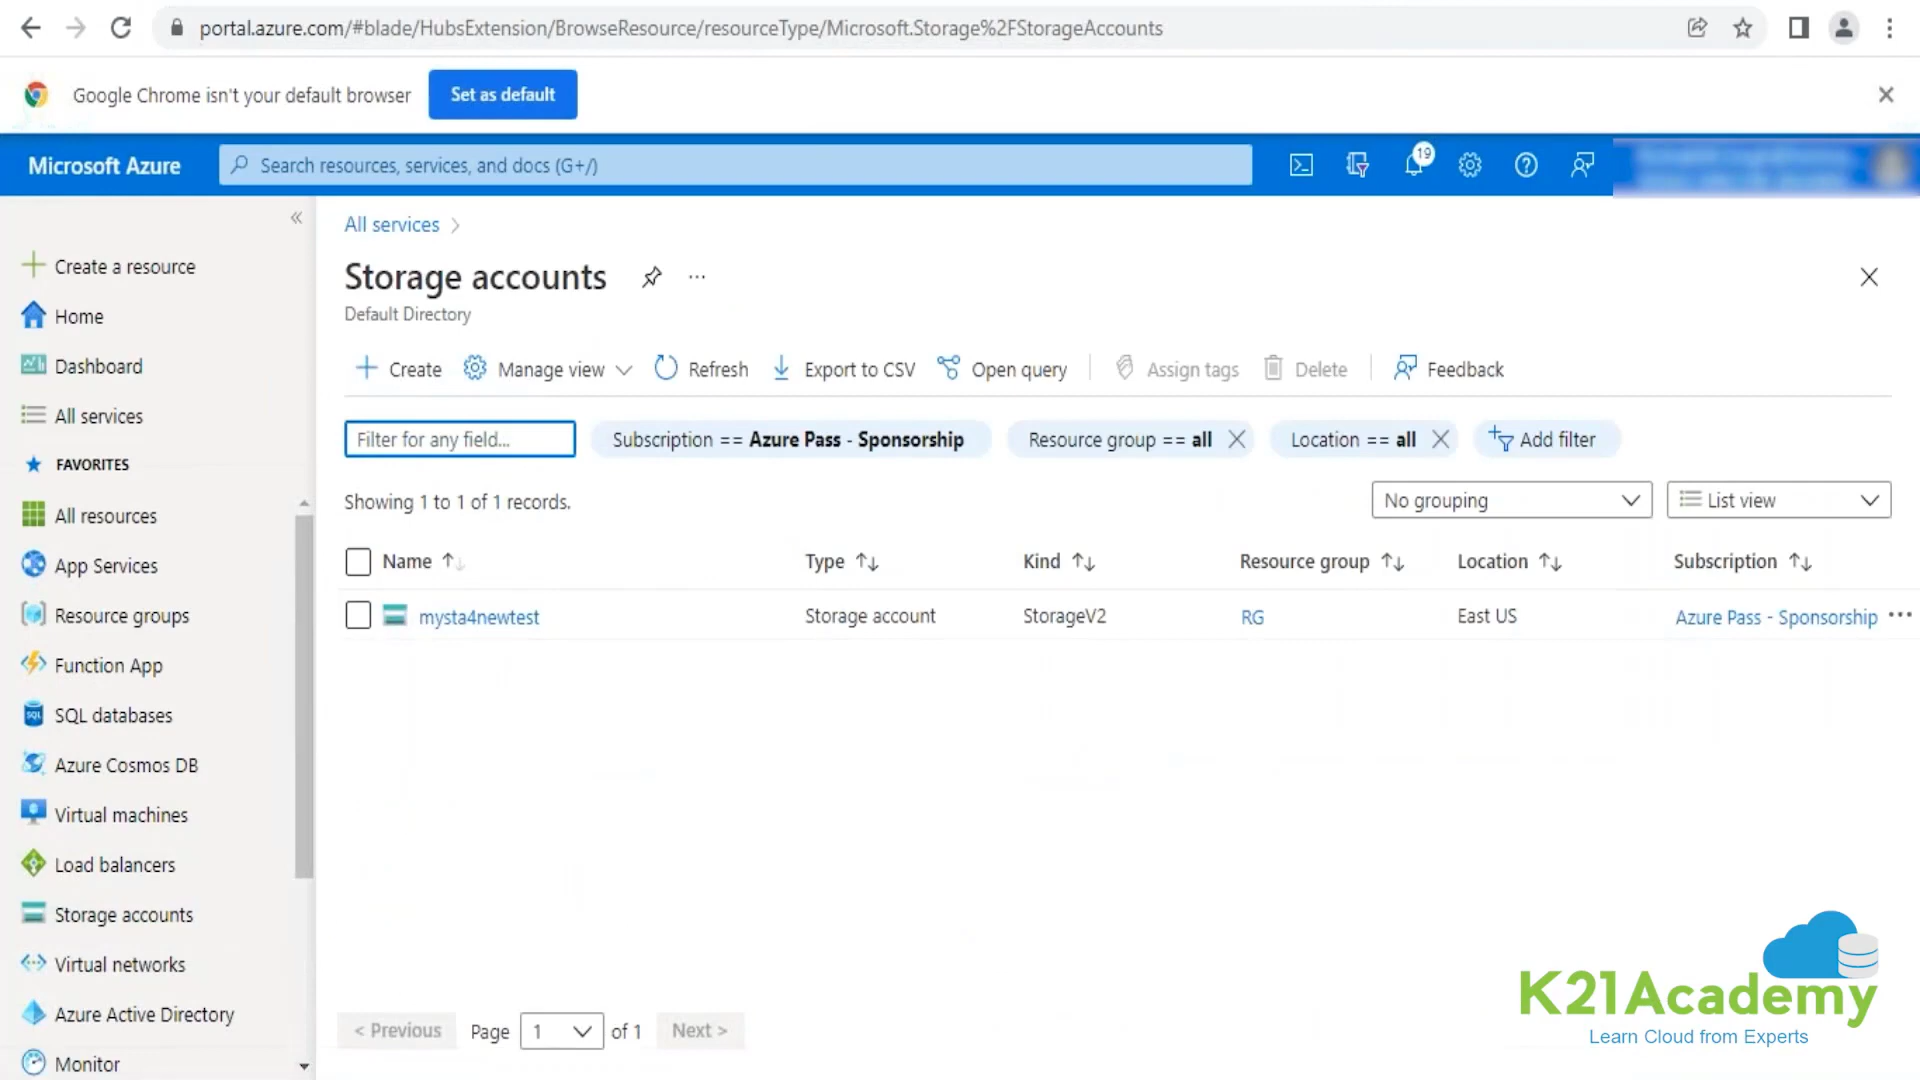 portal.azure.com/#blade/HubsExtension/BrowseResource/resourceType/Microsoft.Storage%2FStorageAccounts
Google Chrome isn't your default browser Set as default
Microsoft Azure Search resources, services, and docs (G+/) 19
All services
Storage accounts ...
Default Directory
Create Manage view Refresh Export to CSV Open query Assign tags Delete Feedback
Filter for any field... Subscription == Azure Pass - Sponsorship Resource group == all Location == all Add filter
Showing 1 to 1 of 1 records. No grouping List view
Name Type Kind Resource group Location Subscription
mysta4newtest Storage account StorageV2 RG East US Azure Pass - Sponsorship ...
< Previous Page 1 of 1 Next >
Create a resource
Home
Dashboard
All services
FAVORITES
All resources
App Services
Resource groups
Function App
SQL databases
Azure Cosmos DB
Virtual machines
Load balancers
Storage accounts
Virtual networks
Azure Active Directory
Monitor
K21Academy
Learn Cloud from Experts